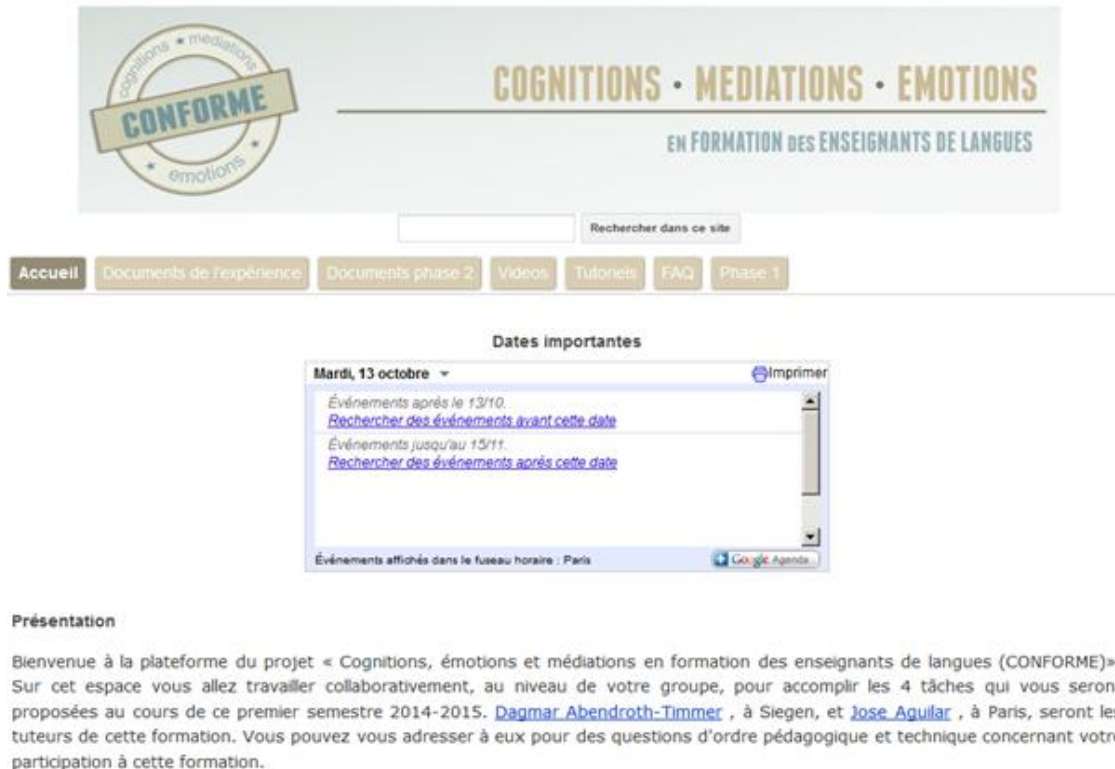 cognitions * mediations
CONFORME
* emotions *
COGNITIONS • MEDIATIONS • EMOTIONS
EN FORMATION DES ENSEIGNANTS DE LANGUES
Rechercher dans ce site
Accueil Documents de l'expérience Documents phase 2 Videos Tutoriels FAQ Phase 1
Dates importantes
Mardi, 13 octobre Imprimer
Événements après le 13/10.
Rechercher des événements avant cette date
Événements jusqu'au 15/11.
Rechercher des événements après cette date
Événements affichés dans le fuseau horaire : Paris Google Agenda
Présentation
Bienvenue à la plateforme du projet « Cognitions, émotions et médiations en formation des enseignants de langues (CONFORME)»
Sur cet espace vous allez travailler collaborativement, au niveau de votre groupe, pour accomplir les 4 tâches qui vous seron
proposées au cours de ce premier semestre 2014-2015. Dagmar Abendroth-Timmer , à Siegen, et Jose Aguilar , à Paris, seront les
tuteurs de cette formation. Vous pouvez vous adresser à eux pour des questions d'ordre pédagogique et technique concernant votre
participation à cette formation.